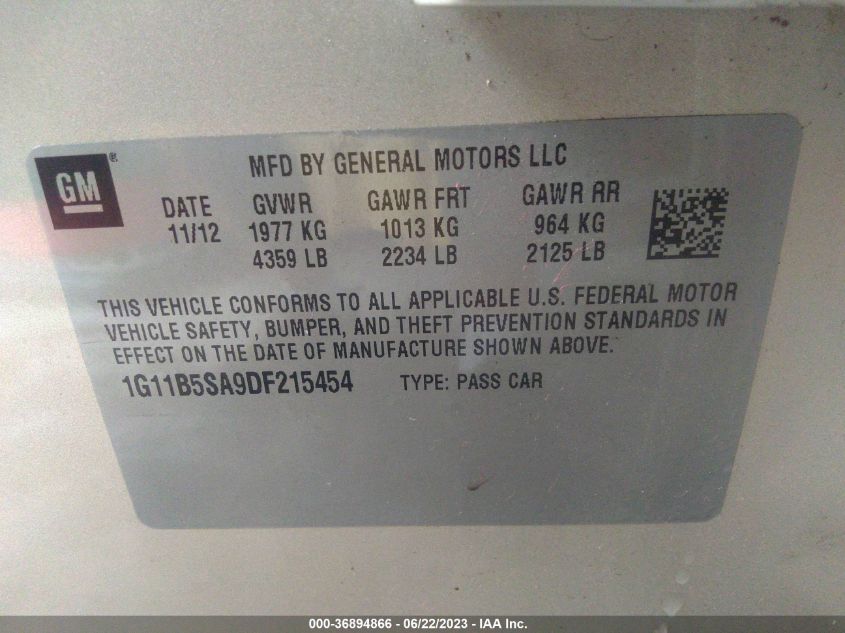 MFD BY GENERAL MOTORS LLC
GM®
DATE GVWR GAWR FRT GAWR RR
11/12 1977 KG 1013 KG 964 KG
4359 LB 2234 LB 2125 LB
THIS VEHICLE CONFORMS TO ALL APPLICABLE U.S. FEDERAL MOTOR
VEHICLE SAFETY, BUMPER, AND THEFT PREVENTION STANDARDS IN
EFFECT ON THE DATE OF MANUFACTURE SHOWN ABOVE.
1G11B5SA9DF215454 TYPE: PASS CAR
000-36894866 - 06/22/2023 - IAA Inc.